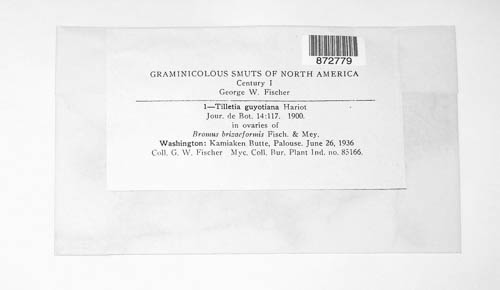 872779
GRAMINICOLOUS SMUTS OF NORTH AMERICA
Century I
George W. Fischer
1—Tilletia guyotiana Hariot
Jour. de Bot. 14:117. 1900.
in ovaries of
Bromus brizaeformis Fisch. & Mey.
Washington: Kamiaken Butte, Palouse. June 26, 1936
Coll. G. W. Fischer Myc. Coll. Bur. Plant Ind. no. 85166.